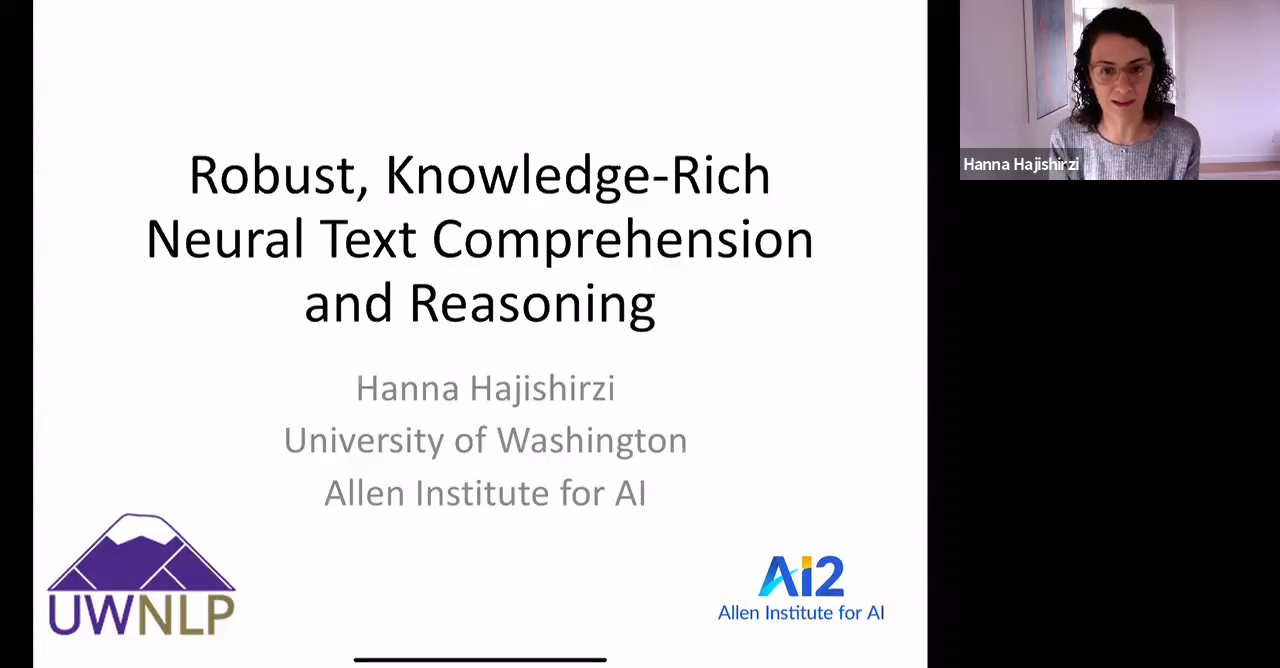 Robust, Knowledge-Rich
Neural Text Comprehension
and Reasoning
Hanna Hajishirzi
University of Washington
Allen Institute for AI
UWNLP
Ai2
Allen Institute for AI
Hanna Hajishirzi